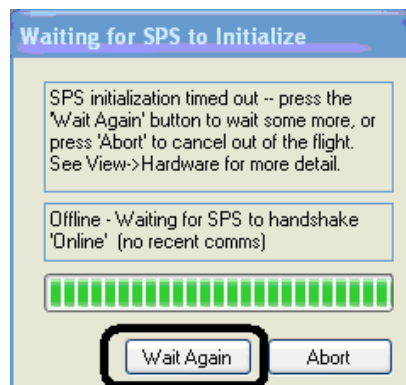 Waiting for SPS to Initialize
SPS initialization timed out -- press the
'Wait Again' button to wait some more, or
press 'Abort' to cancel out of the flight.
See View->Hardware for more detail.
Offline - Waiting for SPS to handshake
'Online' (no recent comms)
Wait Again Abort